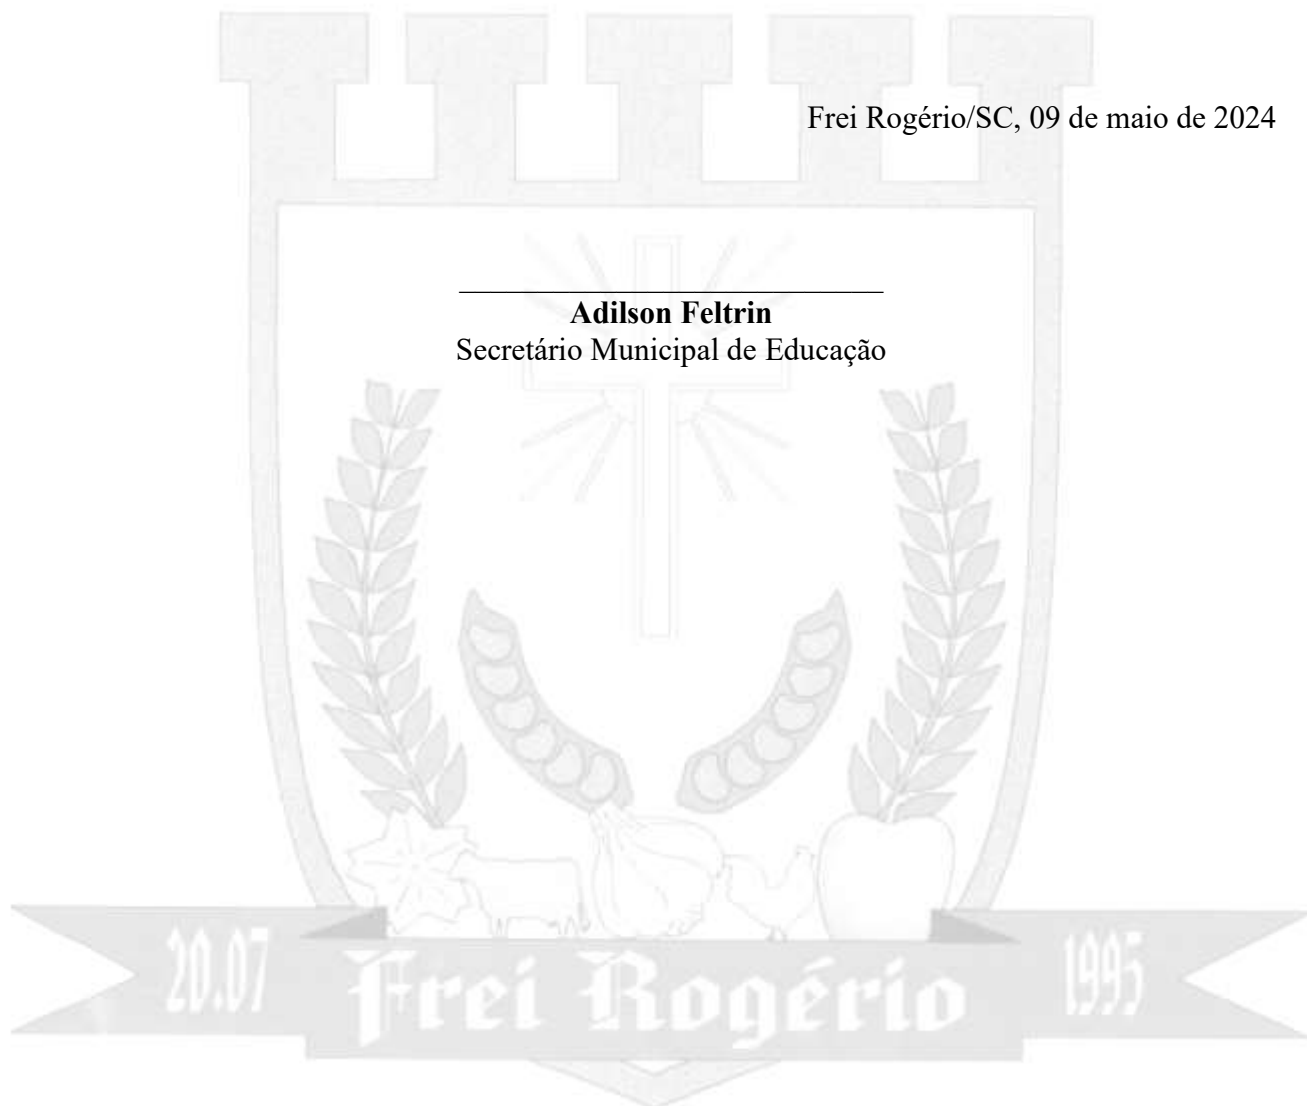 Frei Rogério/SC, 09 de maio de 2024
Adilson Feltrin
Secretário Municipal de Educação
20.07
Frei Rogério
1995